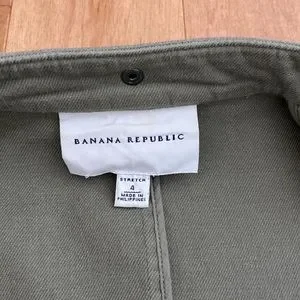 BANANA REPUBLIC
STRETCH
4
MADE IN
PHILIPPINES